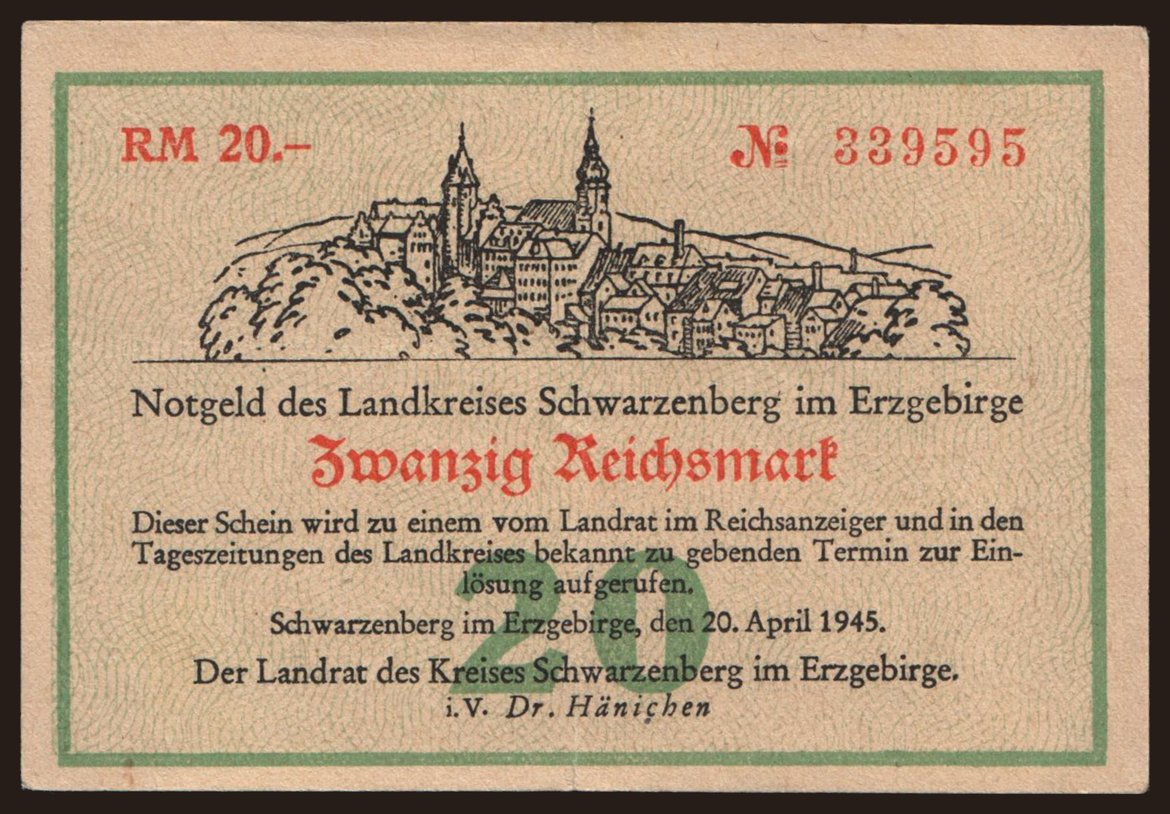 RM 20.–
№ 339595
Notgeld des Landkreises Schwarzenberg im Erzgebirge
Zwanzig Reichsmark
Dieser Schein wird zu einem vom Landrat im Reichsanzeiger und in den
Tageszeitungen des Landkreises bekannt zu gebenden Termin zur Ein-
lösung aufgerufen.
20
Schwarzenberg im Erzgebirge, den 20. April 1945.
Der Landrat des Kreises Schwarzenberg im Erzgebirge.
i.V. Dr. Hänichen